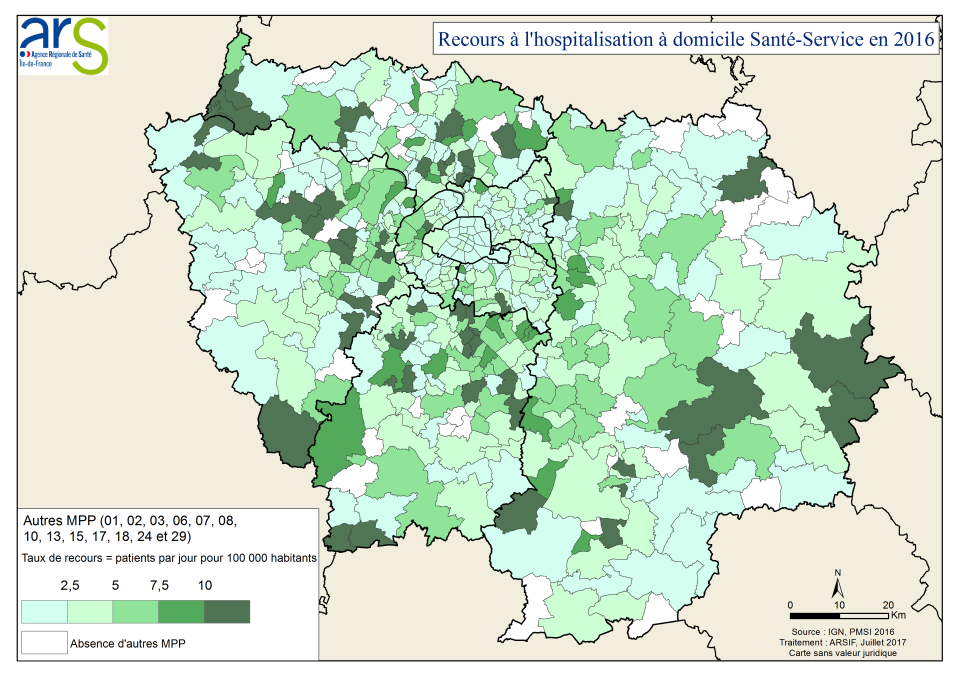 ars
Agence Régionale de Santé
Île-de-France
Recours à l'hospitalisation à domicile Santé-Service en 2016
Autres MPP (01, 02, 03, 06, 07, 08,
10, 13, 15, 17, 18, 24 et 29)
Taux de recours = patients par jour pour 100 000 habitants
2,5 5 7,5 10
Absence d'autres MPP
N
0 10 20
Km
Source : IGN, PMSI 2016
Traitement : ARSIF, Juillet 2017
Carte sans valeur juridique